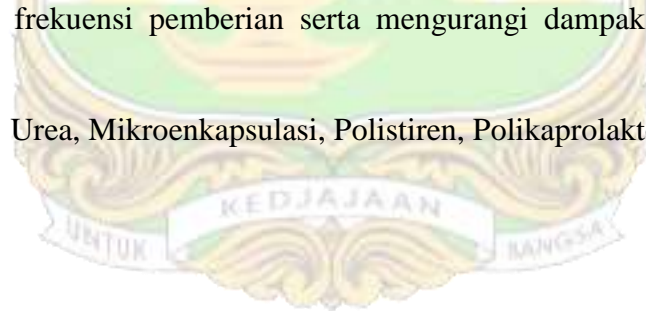 frekuensi pemberian serta mengurangi dampak
Urea, Mikroenkapsulasi, Polistiren, Polikaprolakt
KEDJAJAAN
UNTUK BANGSA